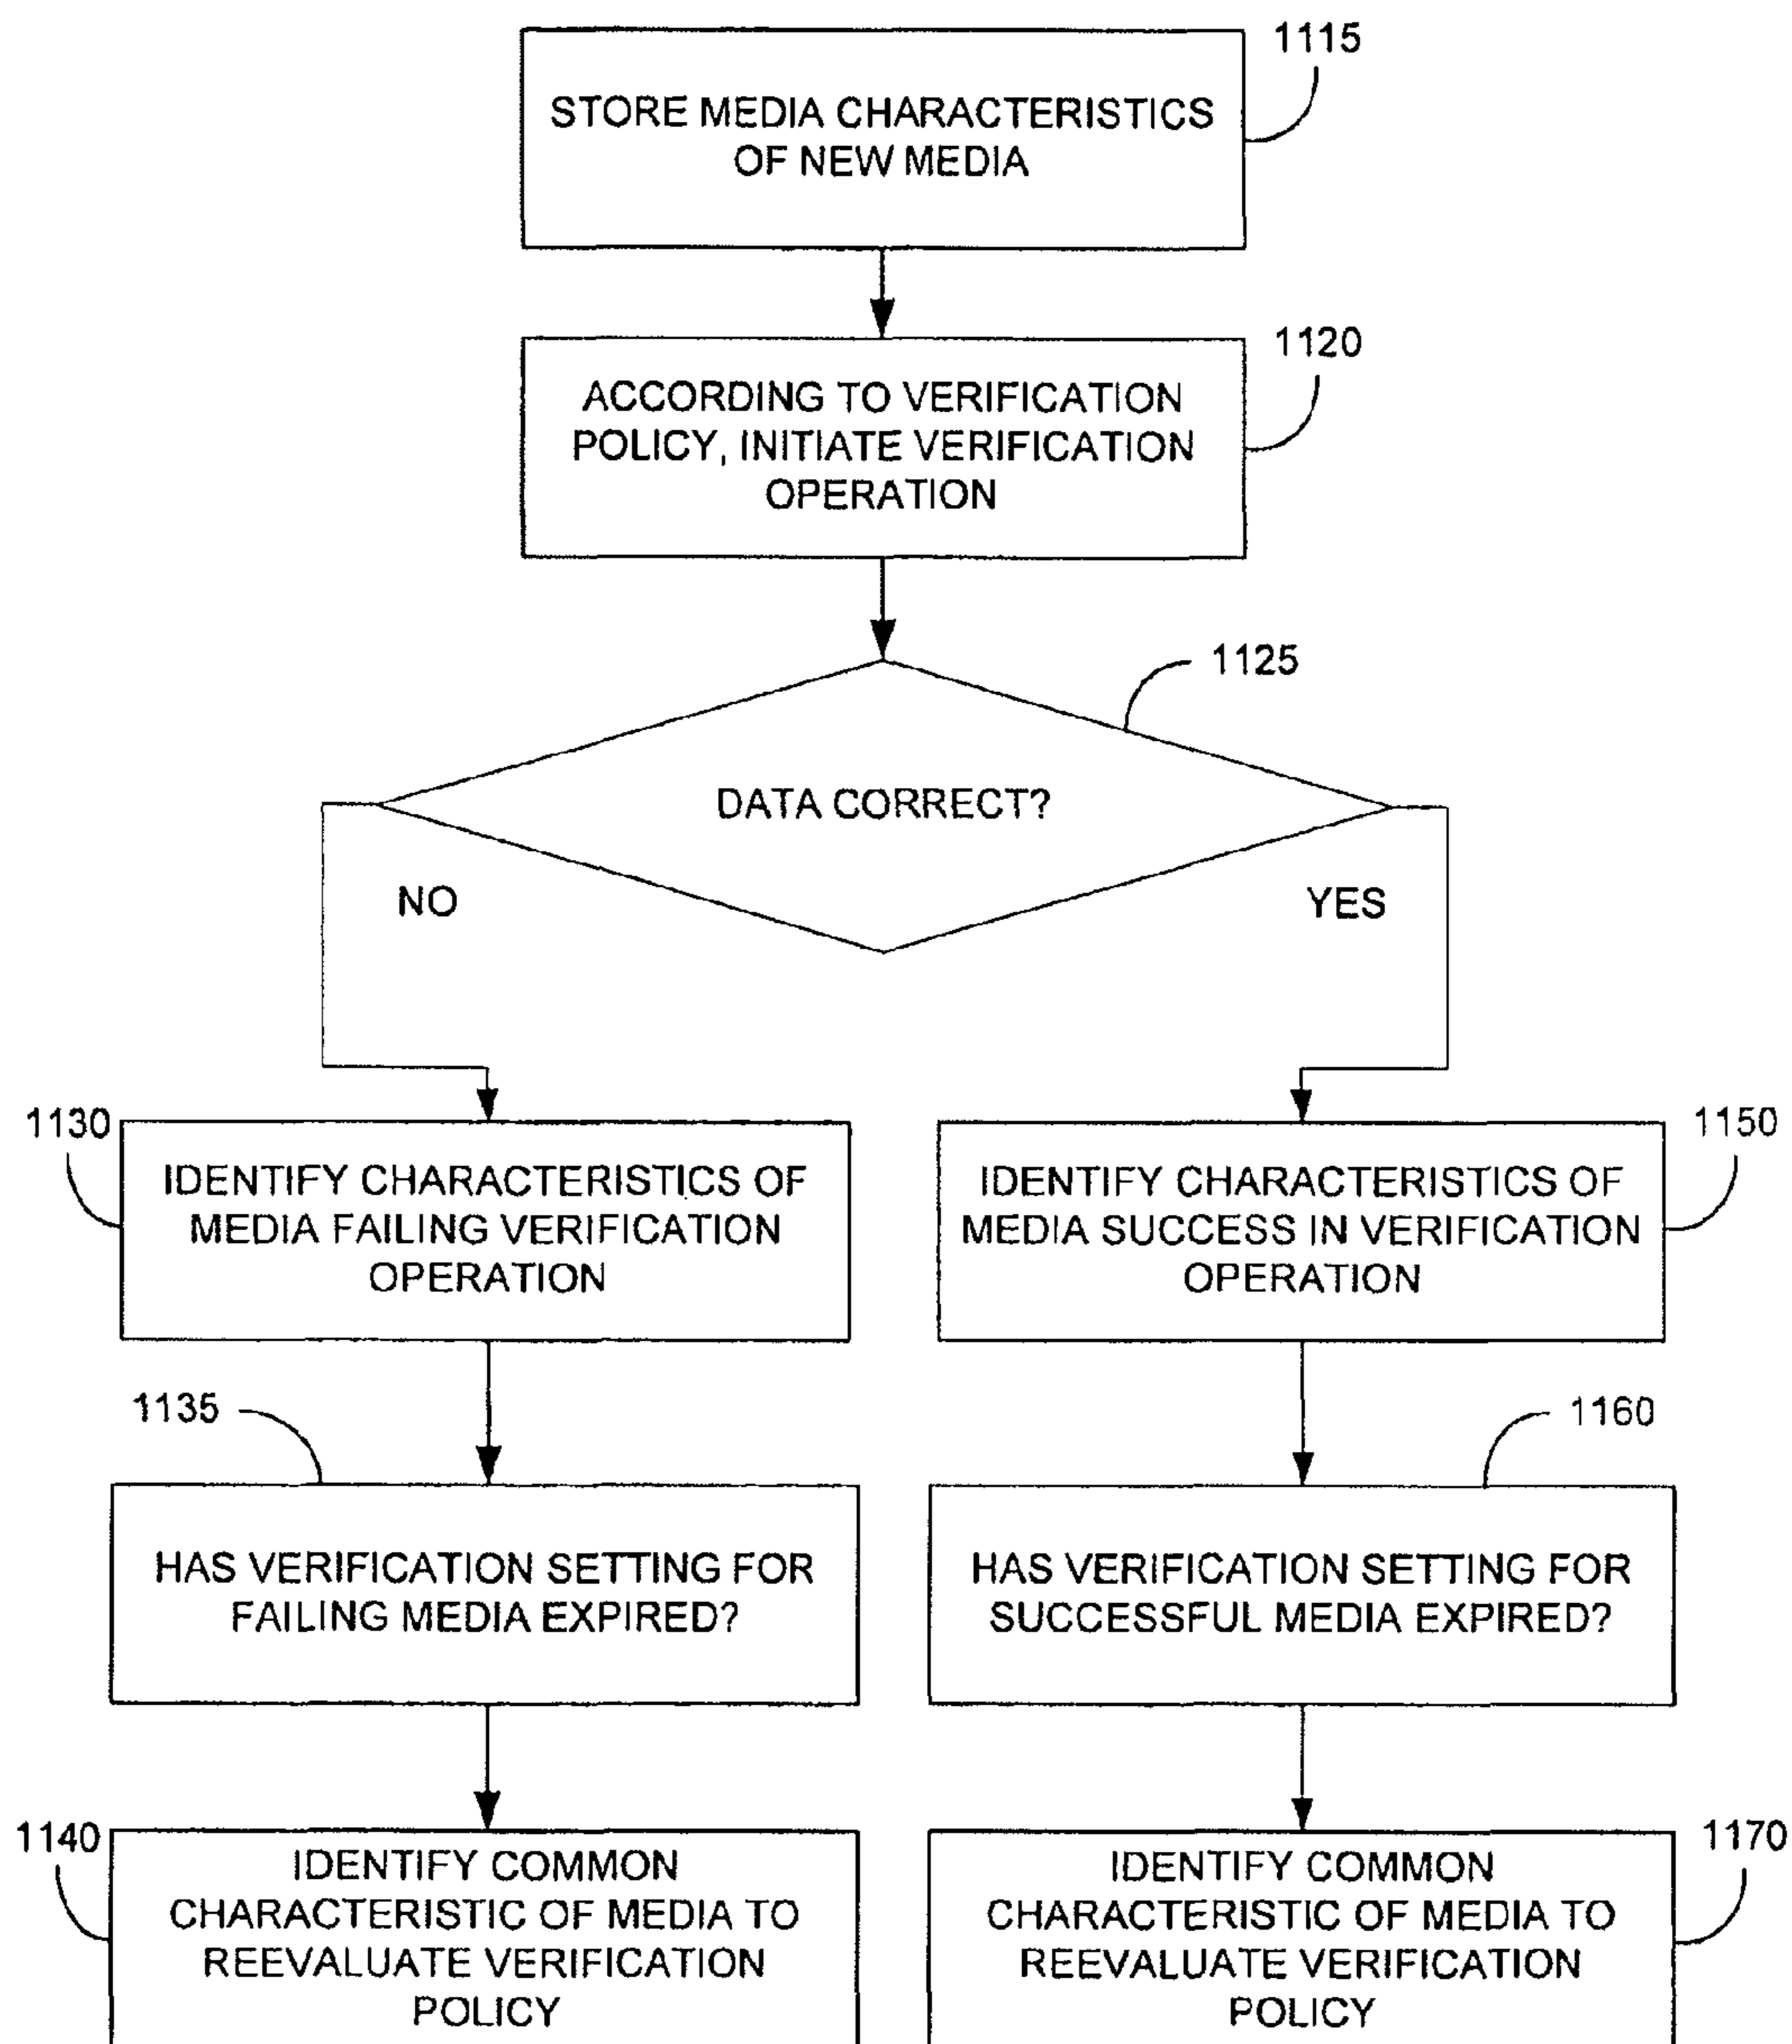 1115
STORE MEDIA CHARACTERISTICS
OF NEW MEDIA
1120
ACCORDING TO VERIFICATION
POLICY, INITIATE VERIFICATION
OPERATION
1125
DATA CORRECT?
NO
YES
1130
IDENTIFY CHARACTERISTICS OF
MEDIA FAILING VERIFICATION
OPERATION
1150
IDENTIFY CHARACTERISTICS OF
MEDIA SUCCESS IN VERIFICATION
OPERATION
1135
HAS VERIFICATION SETTING FOR
FAILING MEDIA EXPIRED?
1160
HAS VERIFICATION SETTING FOR
SUCCESSFUL MEDIA EXPIRED?
1140
IDENTIFY COMMON
CHARACTERISTIC OF MEDIA TO
REEVALUATE VERIFICATION
POLICY
1170
IDENTIFY COMMON
CHARACTERISTIC OF MEDIA TO
REEVALUATE VERIFICATION
POLICY